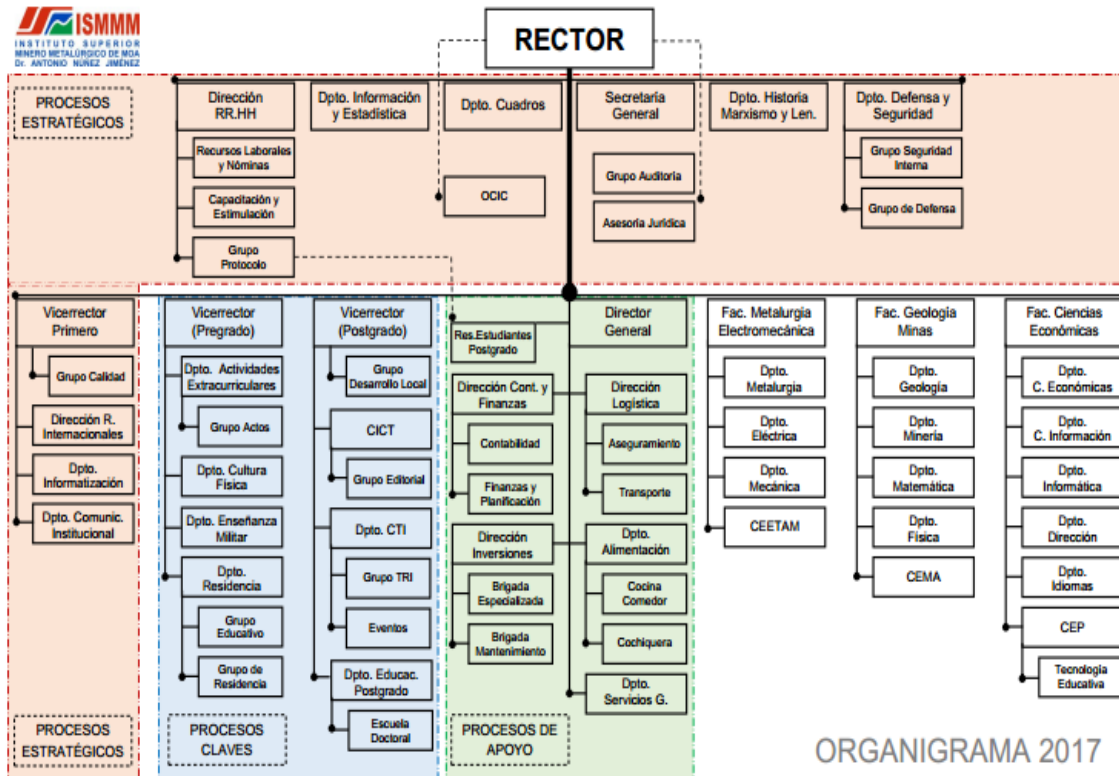 ISMMM
INSTITUTO SUPERIOR
MINERO METALÚRGICO DE MOA
Dr. ANTONIO NÚÑEZ JIMÉNEZ
RECTOR
PROCESOS
ESTRATÉGICOS
Dirección
RR.HH
Dpto. Información
y Estadística
Dpto. Cuadros
Secretaría
General
Dpto. Historia
Marxismo y Len.
Dpto. Defensa y
Seguridad
Recursos Laborales
y Nóminas
Capacitación y
Estimulación
Grupo
Protocolo
OCIC
Grupo Auditoria
Asesoría Jurídica
Grupo Seguridad
Interna
Grupo de Defensa
Vicerrector
Primero
Grupo Calidad
Dirección R.
Internacionales
Dpto.
Informatización
Dpto. Comunic.
Institucional
PROCESOS
ESTRATÉGICOS
Vicerrector
(Pregrado)
Dpto. Actividades
Extracurriculares
Grupo Actos
Dpto. Cultura
Física
Dpto. Enseñanza
Militar
Dpto.
Residencia
Grupo
Educativo
Grupo de
Residencia
PROCESOS
CLAVES
Vicerrector
(Postgrado)
Grupo
Desarrollo Local
CICT
Grupo Editorial
Dpto. CTI
Grupo TRI
Eventos
Dpto. Educac.
Postgrado
Escuela
Doctoral
Res.Estudiantes
Postgrado
Director
General
Dirección Cont. y
Finanzas
Contabilidad
Finanzas y
Planificación
Dirección
Inversiones
Brigada
Especializada
Brigada
Mantenimiento
Dirección
Logística
Aseguramiento
Transporte
Dpto.
Alimentación
Cocina
Comedor
Cochiquera
Dpto.
Servicios G.
PROCESOS DE
APOYO
Fac. Metalurgia
Electromecánica
Dpto.
Metalurgia
Dpto.
Eléctrica
Dpto.
Mecánica
CEETAM
Fac. Geología
Minas
Dpto.
Geología
Dpto.
Minería
Dpto.
Matemática
Dpto.
Física
CEMA
Fac. Ciencias
Económicas
Dpto.
C. Económicas
Dpto.
C. Información
Dpto.
Informática
Dpto.
Dirección
Dpto.
Idiomas
CEP
Tecnología
Educativa
ORGANIGRAMA 2017